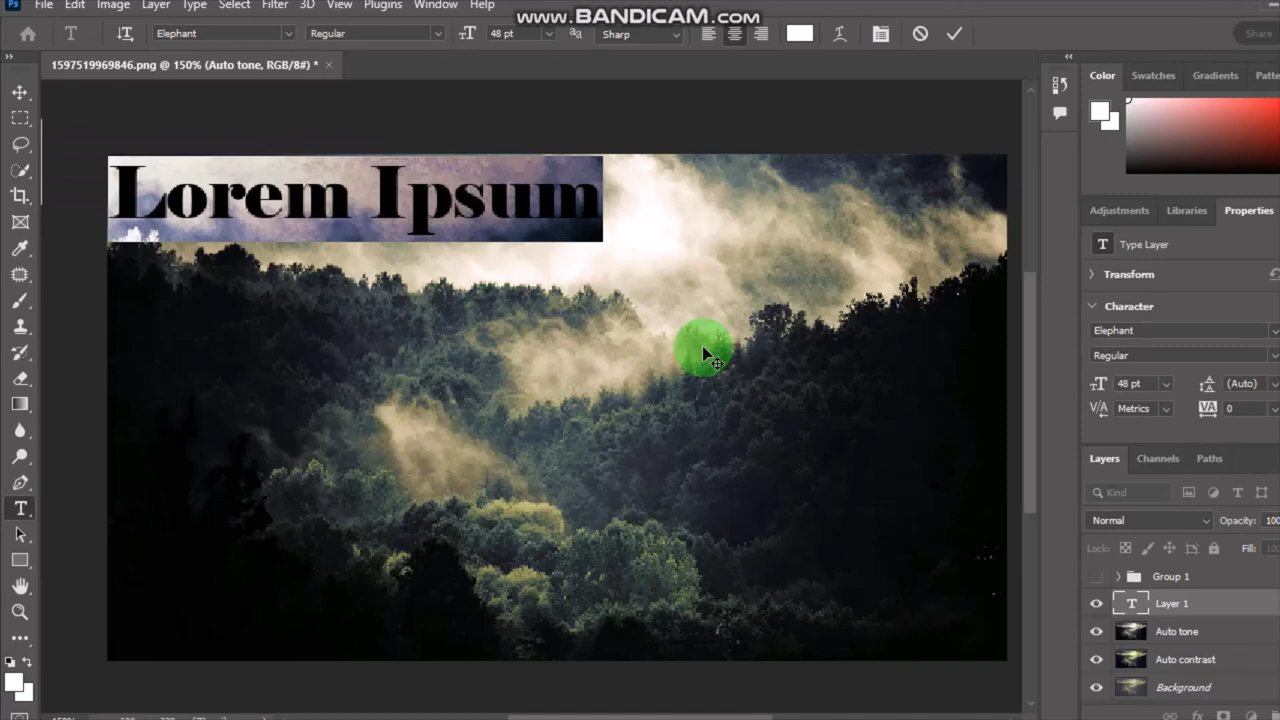 www.BANDICAM.com
File Edit Image Layer Type Select Filter 3D View Plugins Window Help
Elephant Regular 48 pt Sharp Share
1597519969846.png @ 150% (Auto tone, RGB/8#) * ×
Color Swatches Gradients
Lorem Ipsum
Adjustments Libraries Properties
T Type Layer
Transform
Character
Elephant
Regular
48 pt (Auto)
Metrics 0
Layers Channels Paths
Kind
Normal Opacity: 100
Lock: Fill:
Group 1
T Layer 1
Auto tone
Auto contrast
Background